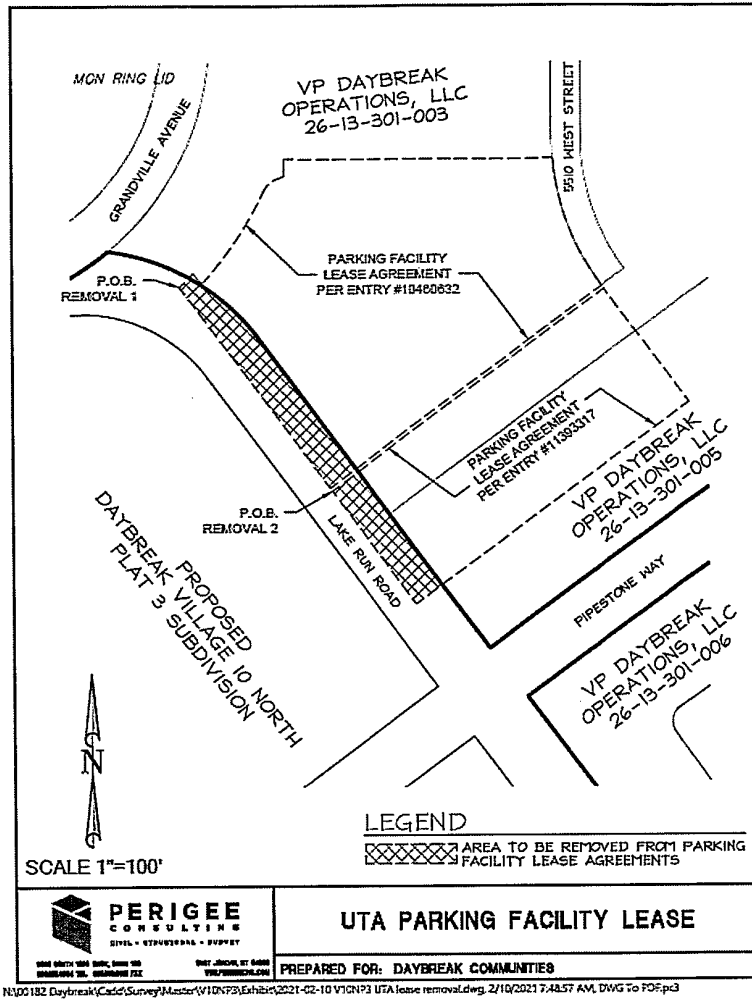 MON RING LID
GRANDVILLE AVENUE
VP DAYBREAK
OPERATIONS, LLC
26-13-301-003
5510 WEST STREET
P.O.B.
REMOVAL 1
PARKING FACILITY
LEASE AGREEMENT
PER ENTRY #10460632
PARKING FACILITY
LEASE AGREEMENT
PER ENTRY #11393317
VP DAYBREAK
OPERATIONS, LLC
26-13-301-005
P.O.B.
REMOVAL 2
LAKE RUN ROAD
PROPOSED
DAYBREAK VILLAGE 10 NORTH
PLAT 3 SUBDIVISION
PIPESTONE WAY
VP DAYBREAK
OPERATIONS, LLC
26-13-301-006
N
SCALE 1"=100'
LEGEND
AREA TO BE REMOVED FROM PARKING
FACILITY LEASE AGREEMENTS
PERIGEE
CONSULTING
CIVIL • STRUCTURAL • SURVEY
UTA PARKING FACILITY LEASE
PREPARED FOR: DAYBREAK COMMUNITIES
N:\00182 Daybreak\Cadd\Survey\Master\V10NP3\Exhibit\2021-02-10 V10NP3 UTA lease removal.dwg, 2/10/2021 7:48:57 AM, DWG To PDF.pc3